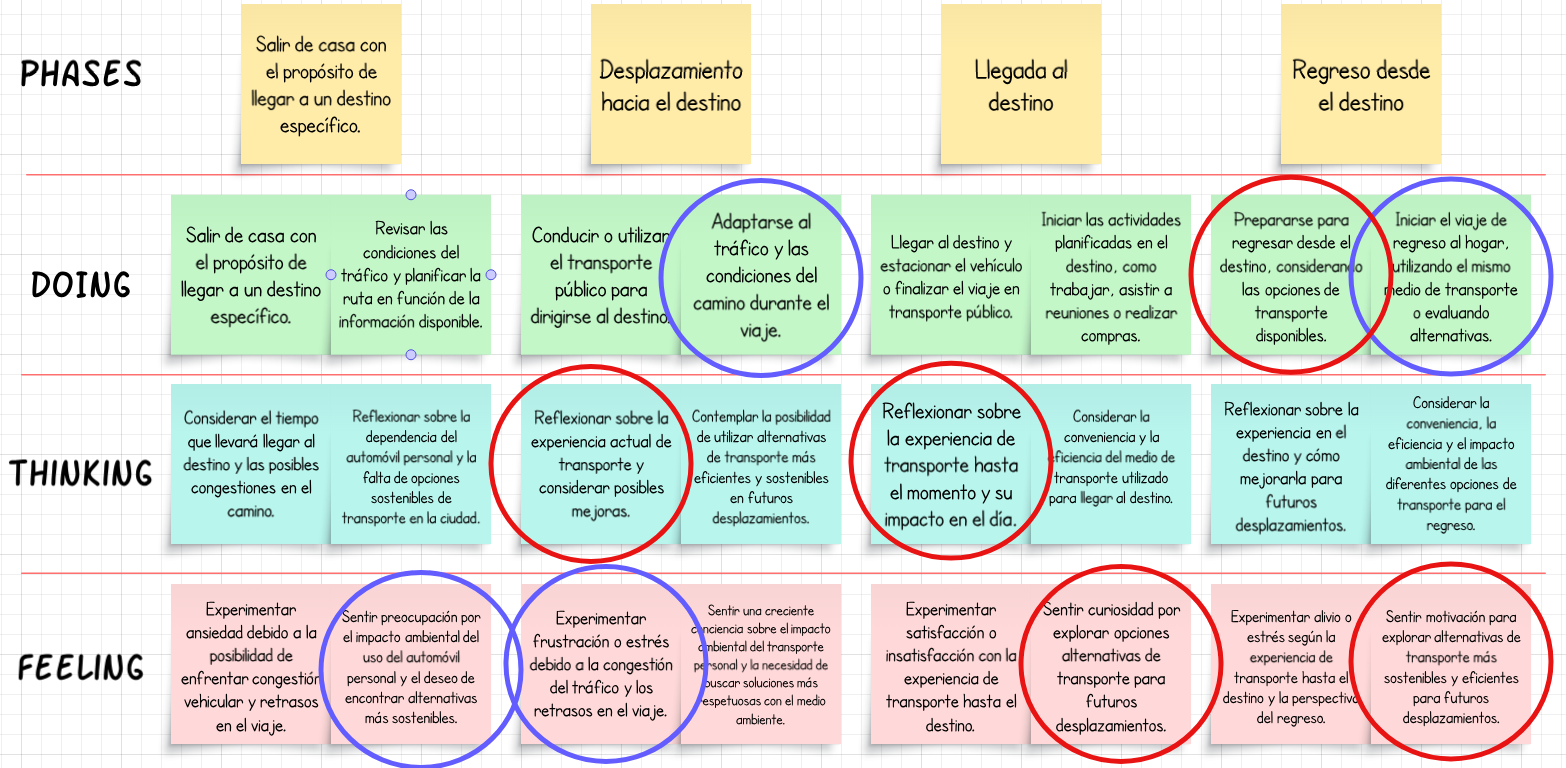 PHASES
Salir de casa con
el propósito de
llegar a un destino
específico.
Desplazamiento
hacia el destino
Llegada al
destino
Regreso desde
el destino
DOING
Salir de casa con
el propósito de
llegar a un destino
específico.
Revisar las
condiciones del
tráfico y planificar la
ruta en función de la
información disponible.
Conducir o utilizar
el transporte
público para
dirigirse al destino.
Adaptarse al
tráfico y las
condiciones del
camino durante el
viaje.
Llegar al destino y
estacionar el vehículo
o finalizar el viaje en
transporte público.
Iniciar las actividades
planificadas en el
destino, como
trabajar, asistir a
reuniones o realizar
compras.
Prepararse para
regresar desde el
destino, considerando
las opciones de
transporte
disponibles.
Iniciar el viaje de
regreso al hogar,
utilizando el mismo
medio de transporte
o evaluando
alternativas.
THINKING
Considerar el tiempo
que llevará llegar al
destino y las posibles
congestiones en el
camino.
Reflexionar sobre la
dependencia del
automóvil personal y la
falta de opciones
sostenibles de
transporte en la ciudad.
Reflexionar sobre la
experiencia actual de
transporte y
considerar posibles
mejoras.
Contemplar la posibilidad
de utilizar alternativas
de transporte más
eficientes y sostenibles
en futuros
desplazamientos.
Reflexionar sobre
la experiencia de
transporte hasta
el momento y su
impacto en el día.
Considerar la
conveniencia y la
eficiencia del medio de
transporte utilizado
para llegar al destino.
Reflexionar sobre la
experiencia en el
destino y cómo
mejorarla para
futuros
desplazamientos.
Considerar la
conveniencia, la
eficiencia y el impacto
ambiental de las
diferentes opciones de
transporte para el
regreso.
FEELING
Experimentar
ansiedad debido a la
posibilidad de
enfrentar congestión
vehicular y retrasos
en el viaje.
Sentir preocupación por
el impacto ambiental del
uso del automóvil
personal y el deseo de
encontrar alternativas
más sostenibles.
Experimentar
frustración o estrés
debido a la congestión
del tráfico y los
retrasos en el viaje.
Sentir una creciente
conciencia sobre el impacto
ambiental del transporte
personal y la necesidad de
buscar soluciones más
respetuosas con el medio
ambiente.
Experimentar
satisfacción o
insatisfacción con la
experiencia de
transporte hasta el
destino.
Sentir curiosidad por
explorar opciones
alternativas de
transporte para
futuros
desplazamientos.
Experimentar alivio o
estrés según la
experiencia de
transporte hasta el
destino y la perspectiva
del regreso.
Sentir motivación para
explorar alternativas de
transporte más
sostenibles y eficientes
para futuros
desplazamientos.